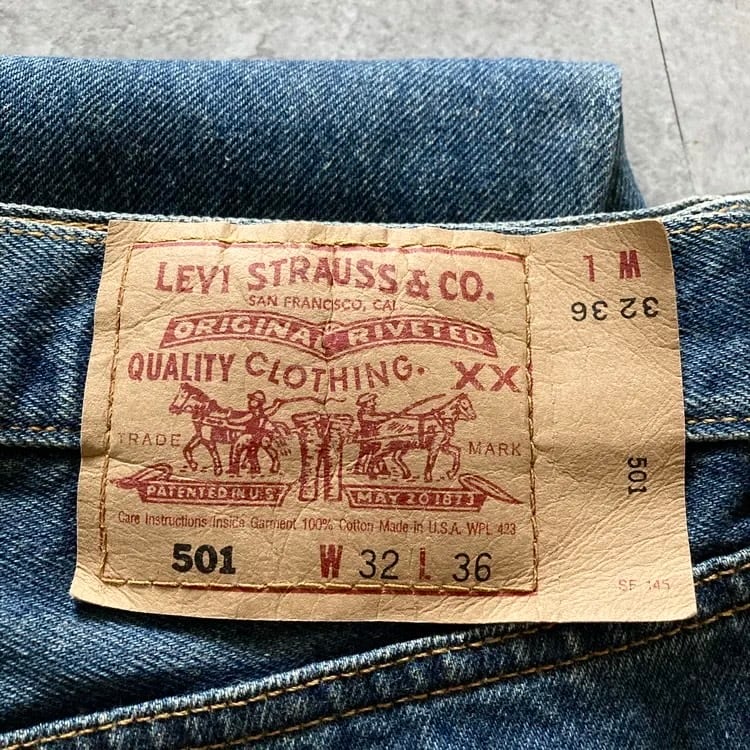 LEVI STRAUSS & CO.
SAN FRANCISCO, CAL
ORIGINAL RIVETED
QUALITY CLOTHING. XX
TRADE MARK
PATENTED IN U.S. MAY 20 1873
Care Instructions Inside Garment 100% Cotton Made in U.S.A. WPL 423
501 W 32 L 36
L W
32 36
501
SF 145